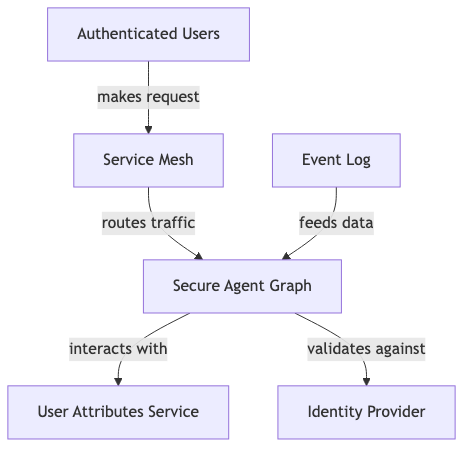 Authenticated Users
makes request
Service Mesh
Event Log
routes traffic
feeds data
Secure Agent Graph
interacts with
validates against
User Attributes Service
Identity Provider